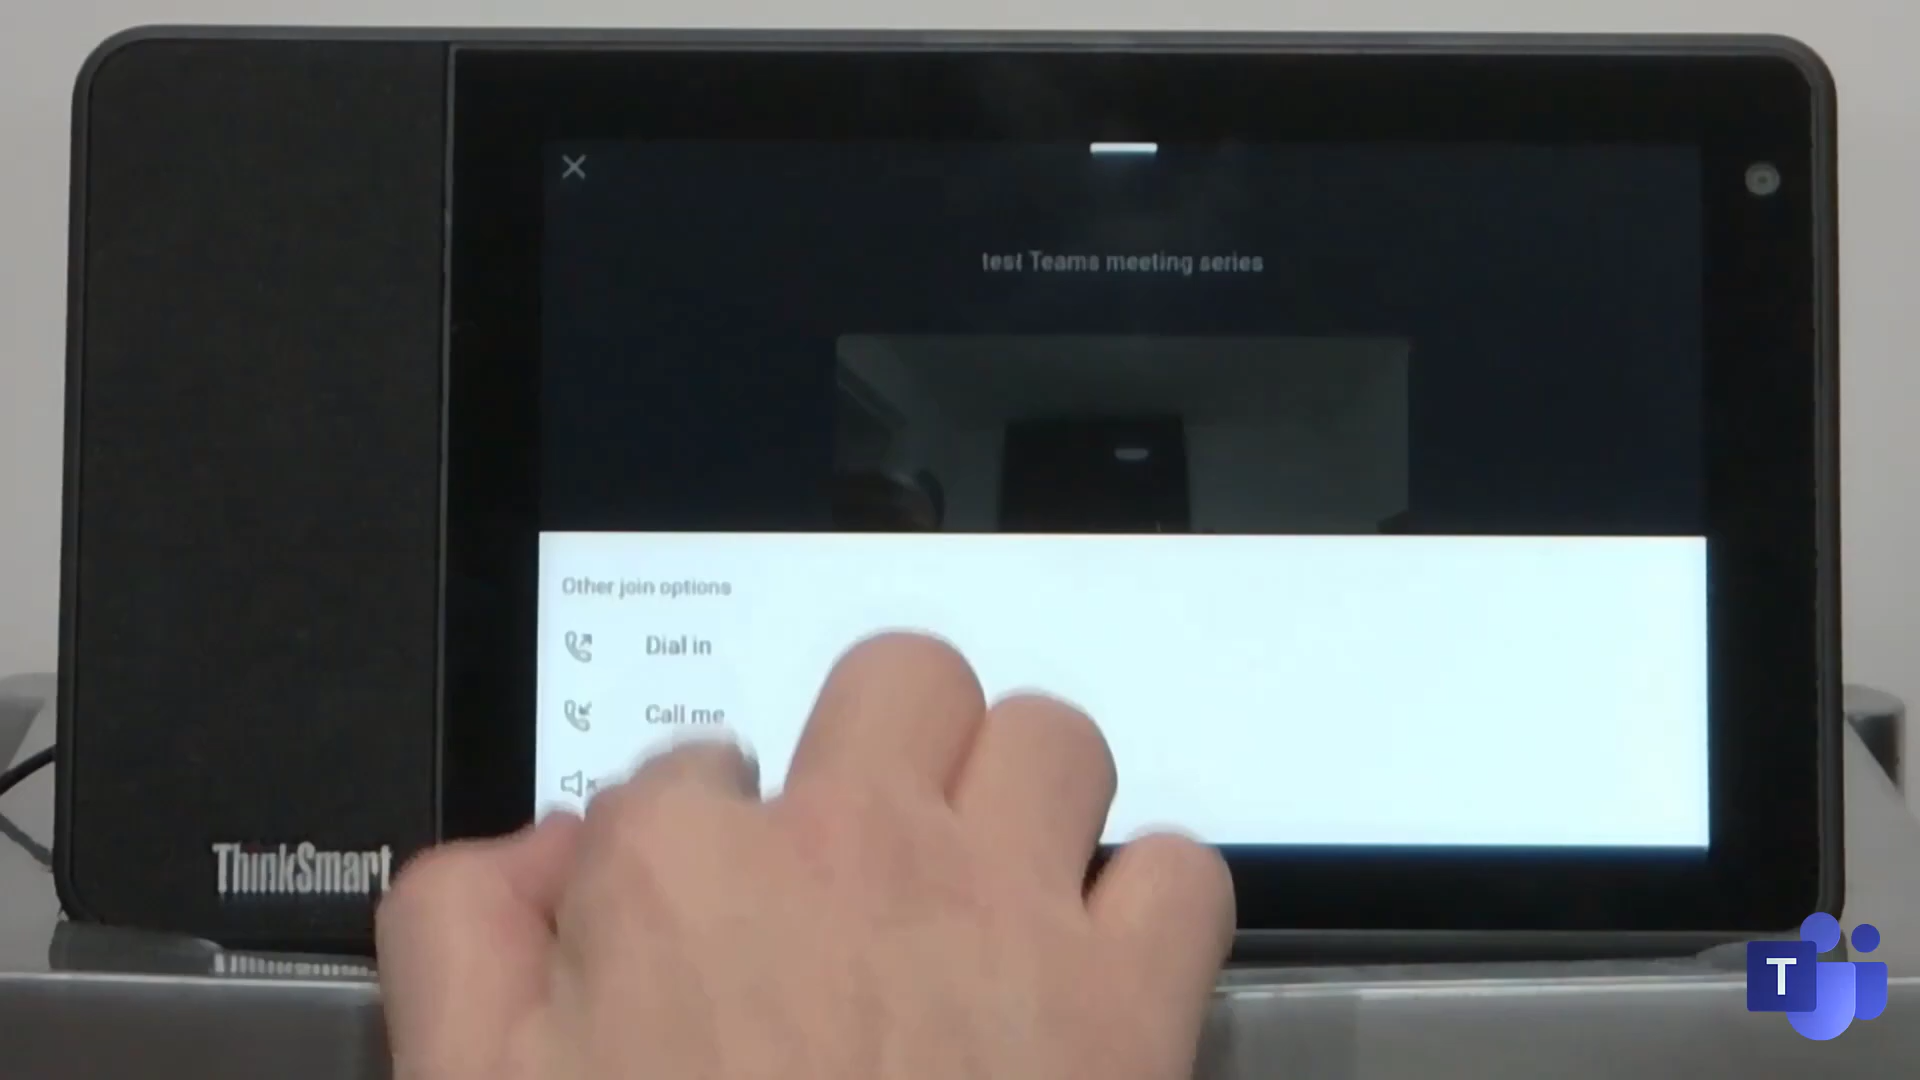 test Teams meeting series
Other join options
Dial in
Call me
ThinkSmart
T